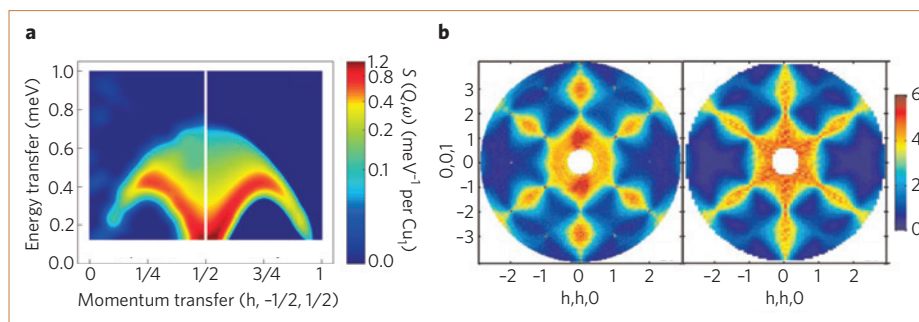 a
Energy transfer (meV)
1.0
0.8
0.6
0.4
0.2
0.0
0 1/4 1/2 3/4 1
Momentum transfer (h, −1/2, 1/2)
1.2
0.8
0.4
0.2
0.1
0.0
S (Q,ω) (meV⁻¹ per Cu₁)
b
0,0,1
3
2
1
0
−1
−2
−3
−2 −1 0 1 2
h,h,0
−2 −1 0 1 2
h,h,0
6
4
2
0